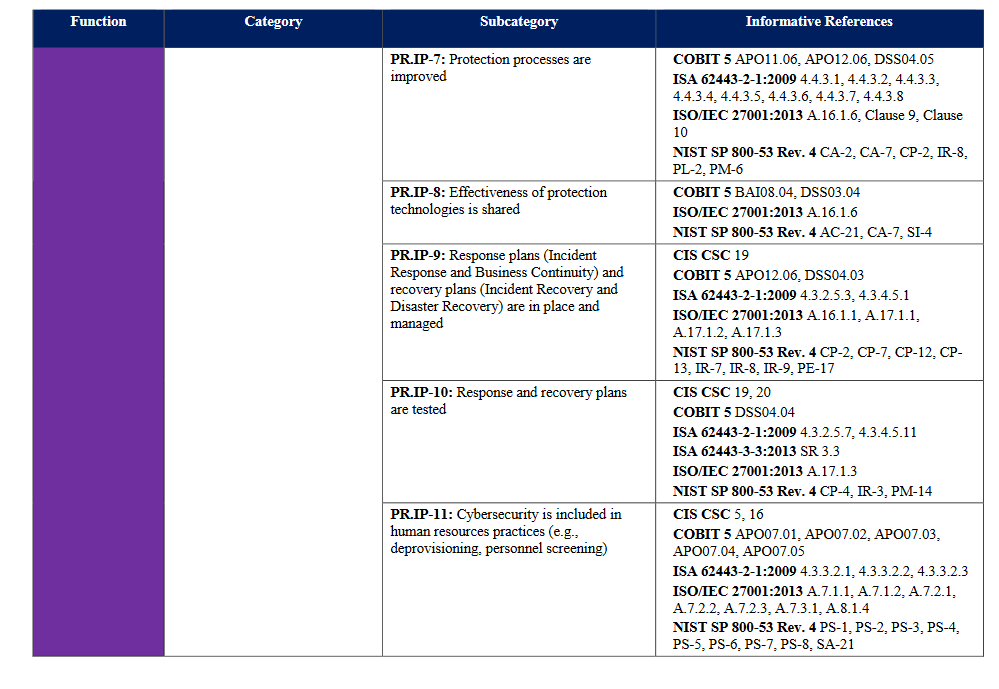 Function Category Subcategory Informative References
PR.IP-7: Protection processes are
improved
COBIT 5 APO11.06, APO12.06, DSS04.05
ISA 62443-2-1:2009 4.4.3.1, 4.4.3.2, 4.4.3.3,
4.4.3.4, 4.4.3.5, 4.4.3.6, 4.4.3.7, 4.4.3.8
ISO/IEC 27001:2013 A.16.1.6, Clause 9, Clause
10
NIST SP 800-53 Rev. 4 CA-2, CA-7, CP-2, IR-8,
PL-2, PM-6
PR.IP-8: Effectiveness of protection
technologies is shared
COBIT 5 BAI08.04, DSS03.04
ISO/IEC 27001:2013 A.16.1.6
NIST SP 800-53 Rev. 4 AC-21, CA-7, SI-4
PR.IP-9: Response plans (Incident
Response and Business Continuity) and
recovery plans (Incident Recovery and
Disaster Recovery) are in place and
managed
CIS CSC 19
COBIT 5 APO12.06, DSS04.03
ISA 62443-2-1:2009 4.3.2.5.3, 4.3.4.5.1
ISO/IEC 27001:2013 A.16.1.1, A.17.1.1,
A.17.1.2, A.17.1.3
NIST SP 800-53 Rev. 4 CP-2, CP-7, CP-12, CP-
13, IR-7, IR-8, IR-9, PE-17
PR.IP-10: Response and recovery plans
are tested
CIS CSC 19, 20
COBIT 5 DSS04.04
ISA 62443-2-1:2009 4.3.2.5.7, 4.3.4.5.11
ISA 62443-3-3:2013 SR 3.3
ISO/IEC 27001:2013 A.17.1.3
NIST SP 800-53 Rev. 4 CP-4, IR-3, PM-14
PR.IP-11: Cybersecurity is included in
human resources practices (e.g.,
deprovisioning, personnel screening)
CIS CSC 5, 16
COBIT 5 APO07.01, APO07.02, APO07.03,
APO07.04, APO07.05
ISA 62443-2-1:2009 4.3.3.2.1, 4.3.3.2.2, 4.3.3.2.3
ISO/IEC 27001:2013 A.7.1.1, A.7.1.2, A.7.2.1,
A.7.2.2, A.7.2.3, A.7.3.1, A.8.1.4
NIST SP 800-53 Rev. 4 PS-1, PS-2, PS-3, PS-4,
PS-5, PS-6, PS-7, PS-8, SA-21